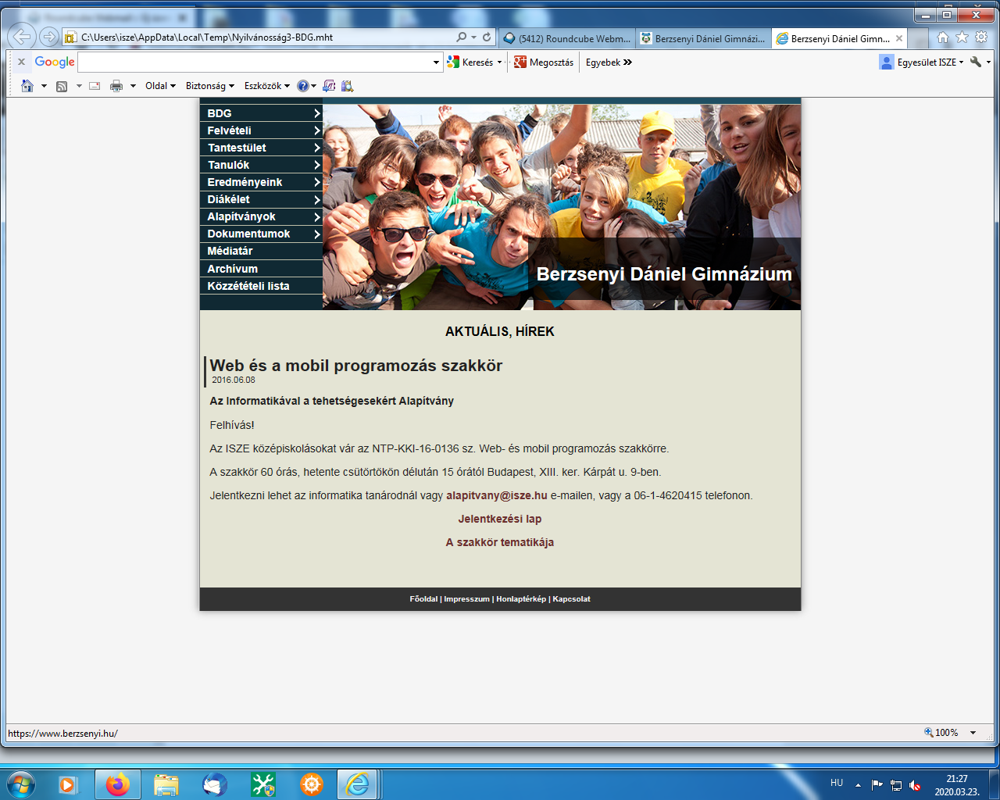 C:\Users\isze\AppData\Local\Temp\Nyilvánosság3-BDG.mht
(5412) Roundcube Webm...
Berzsenyi Dániel Gimnázi...
Berzsenyi Dániel Gimn...
x Google
Keresés
Megosztás
Egyebek
Egyesület ISZE
Oldal
Biztonság
Eszközök
BDG
Felvételi
Tantestület
Tanulók
Eredményeink
Diákélet
Alapítványok
Dokumentumok
Médiatár
Archívum
Közzétételi lista
Berzsenyi Dániel Gimnázium
AKTUÁLIS, HÍREK
Web és a mobil programozás szakkör
2016.06.08
Az Informatikával a tehetségesekért Alapítvány
Felhívás!
Az ISZE középiskolásokat vár az NTP-KKI-16-0136 sz. Web- és mobil programozás szakkörre.
A szakkör 60 órás, hetente csütörtökön délután 15 órától Budapest, XIII. ker. Kárpát u. 9-ben.
Jelentkezni lehet az informatika tanárodnál vagy alapitvany@isze.hu e-mailen, vagy a 06-1-4620415 telefonon.
Jelentkezési lap
A szakkör tematikája
Főoldal | Impresszum | Honlaptérkép | Kapcsolat
https://www.berzsenyi.hu/
100%
HU
21:27
2020.03.23.